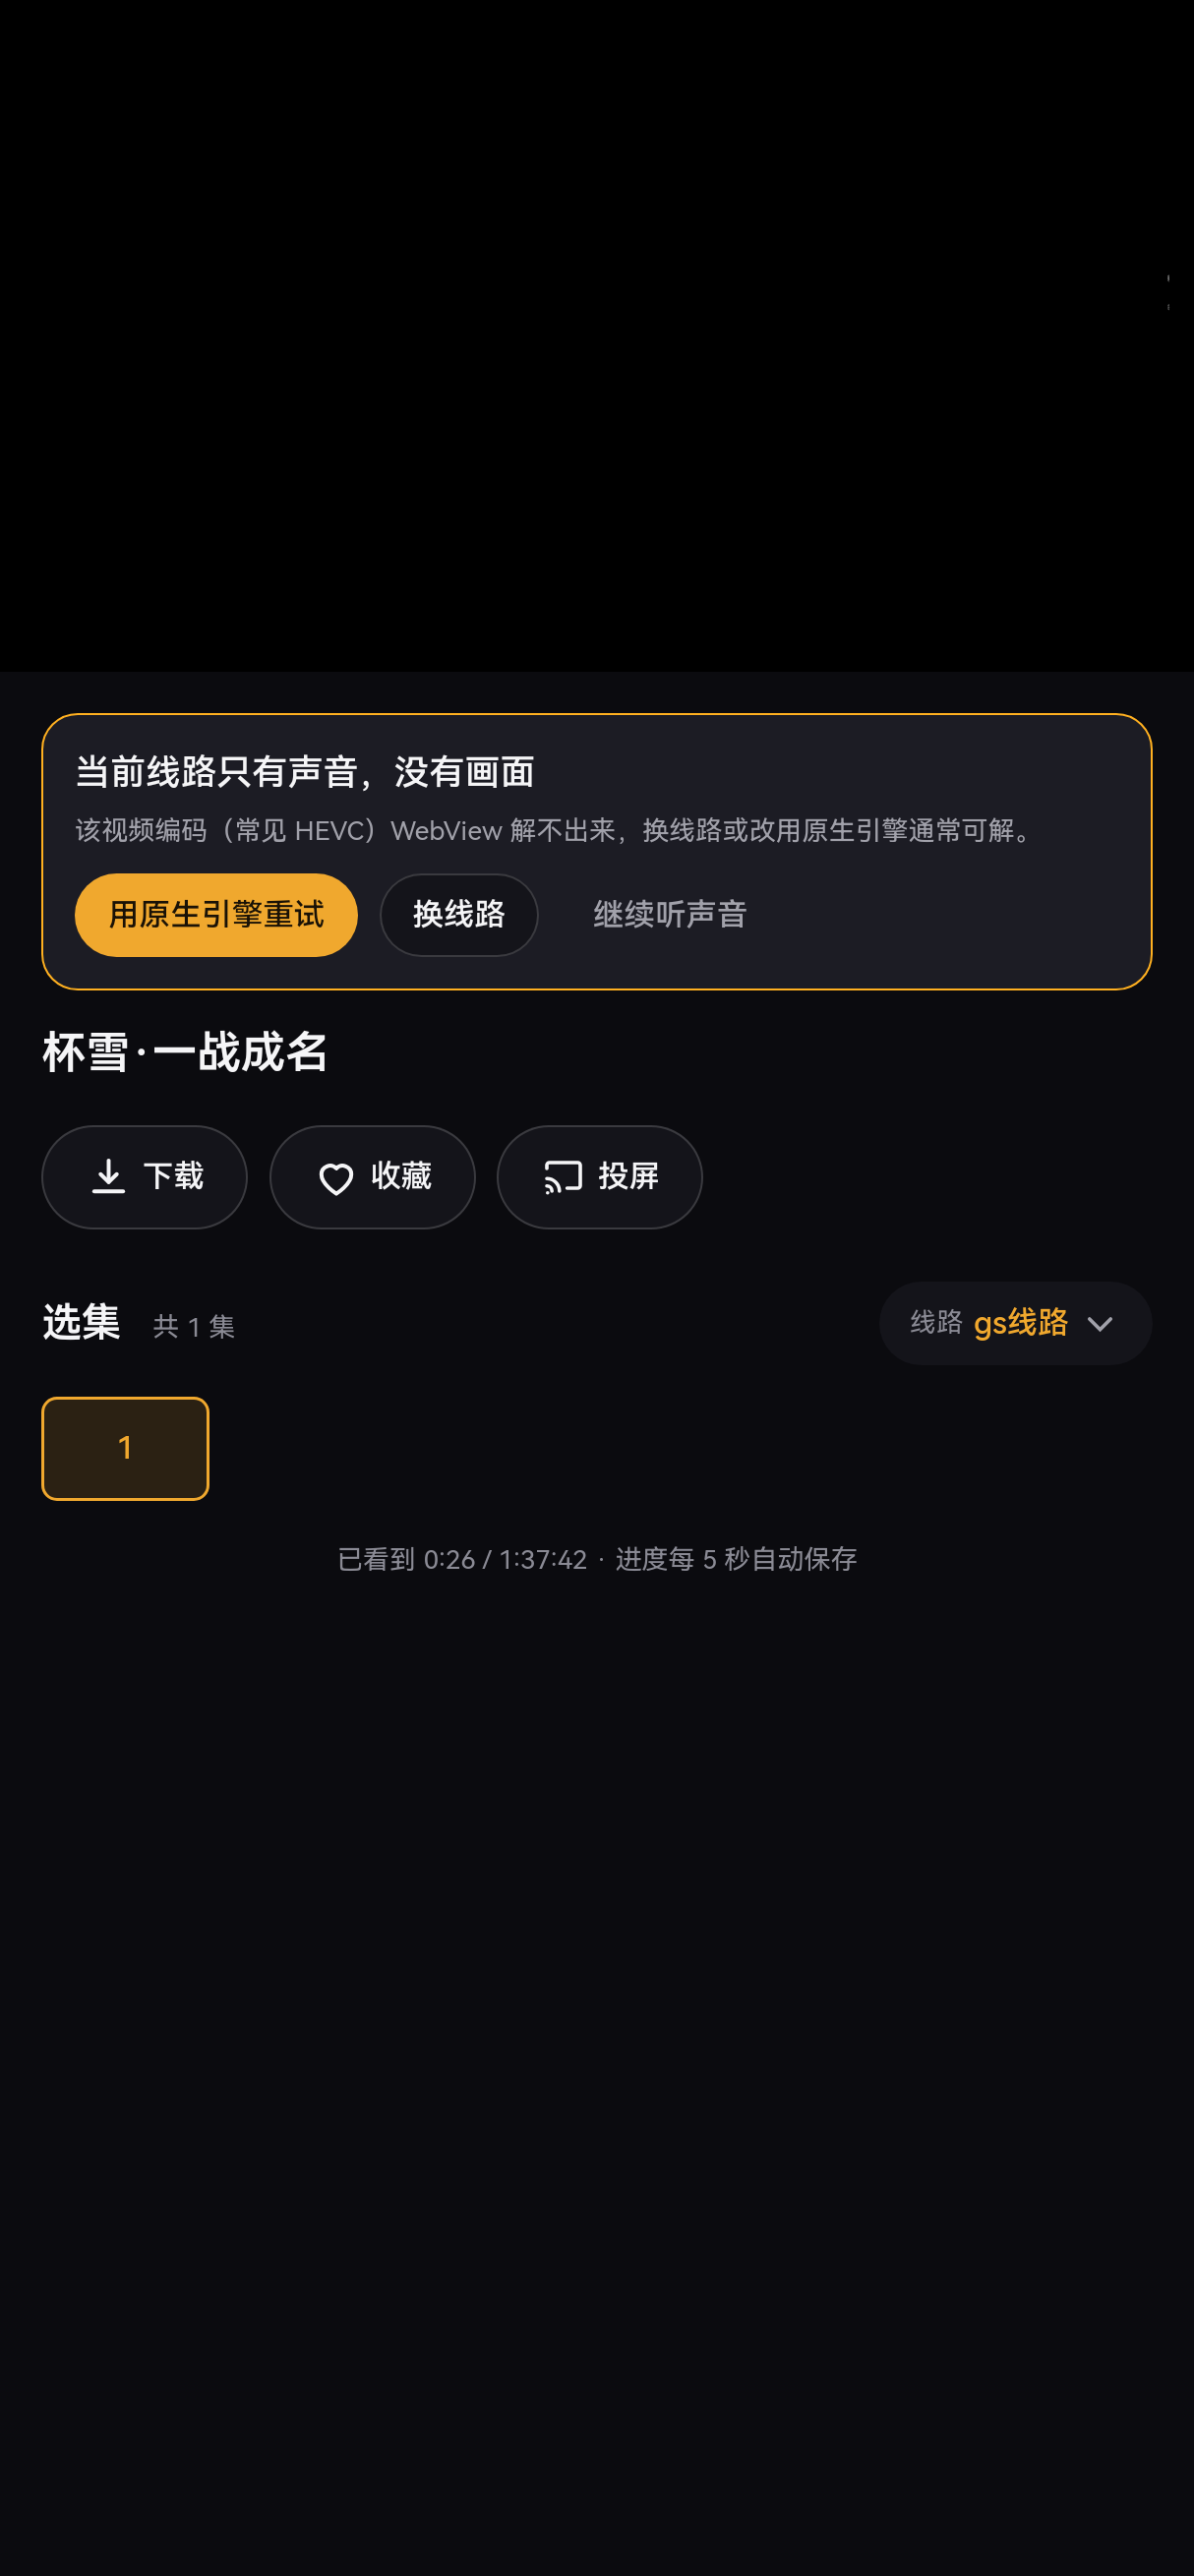 当前线路只有声音，没有画面
该视频编码（常见 HEVC）WebView 解不出来，换线路或改用原生引擎通常可解。
用原生引擎重试 换线路 继续听声音
杯雪·一战成名
下载 收藏 投屏
选集 共 1 集 线路 gs线路
1
已看到 0:26 / 1:37:42 · 进度每 5 秒自动保存